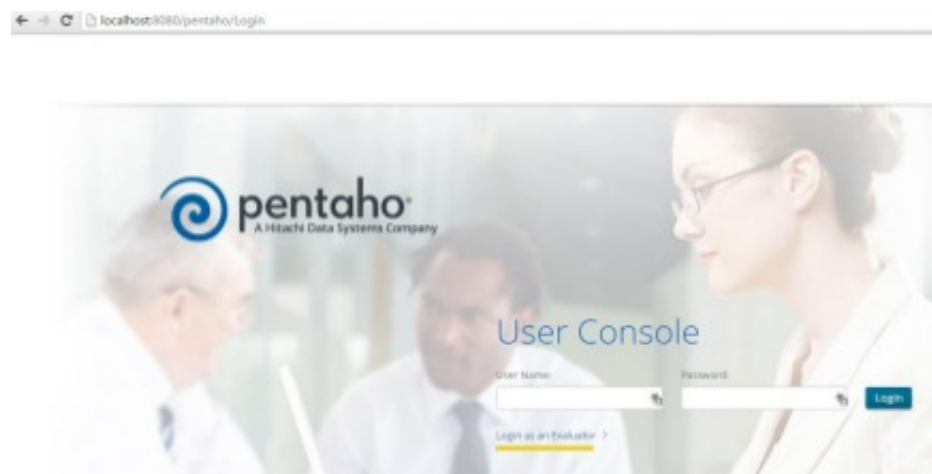 localhost:8080/pentaho/Login
pentaho®
A Hitachi Data Systems Company
User Console
User Name:
Password:
Login
Login as an Evaluator >